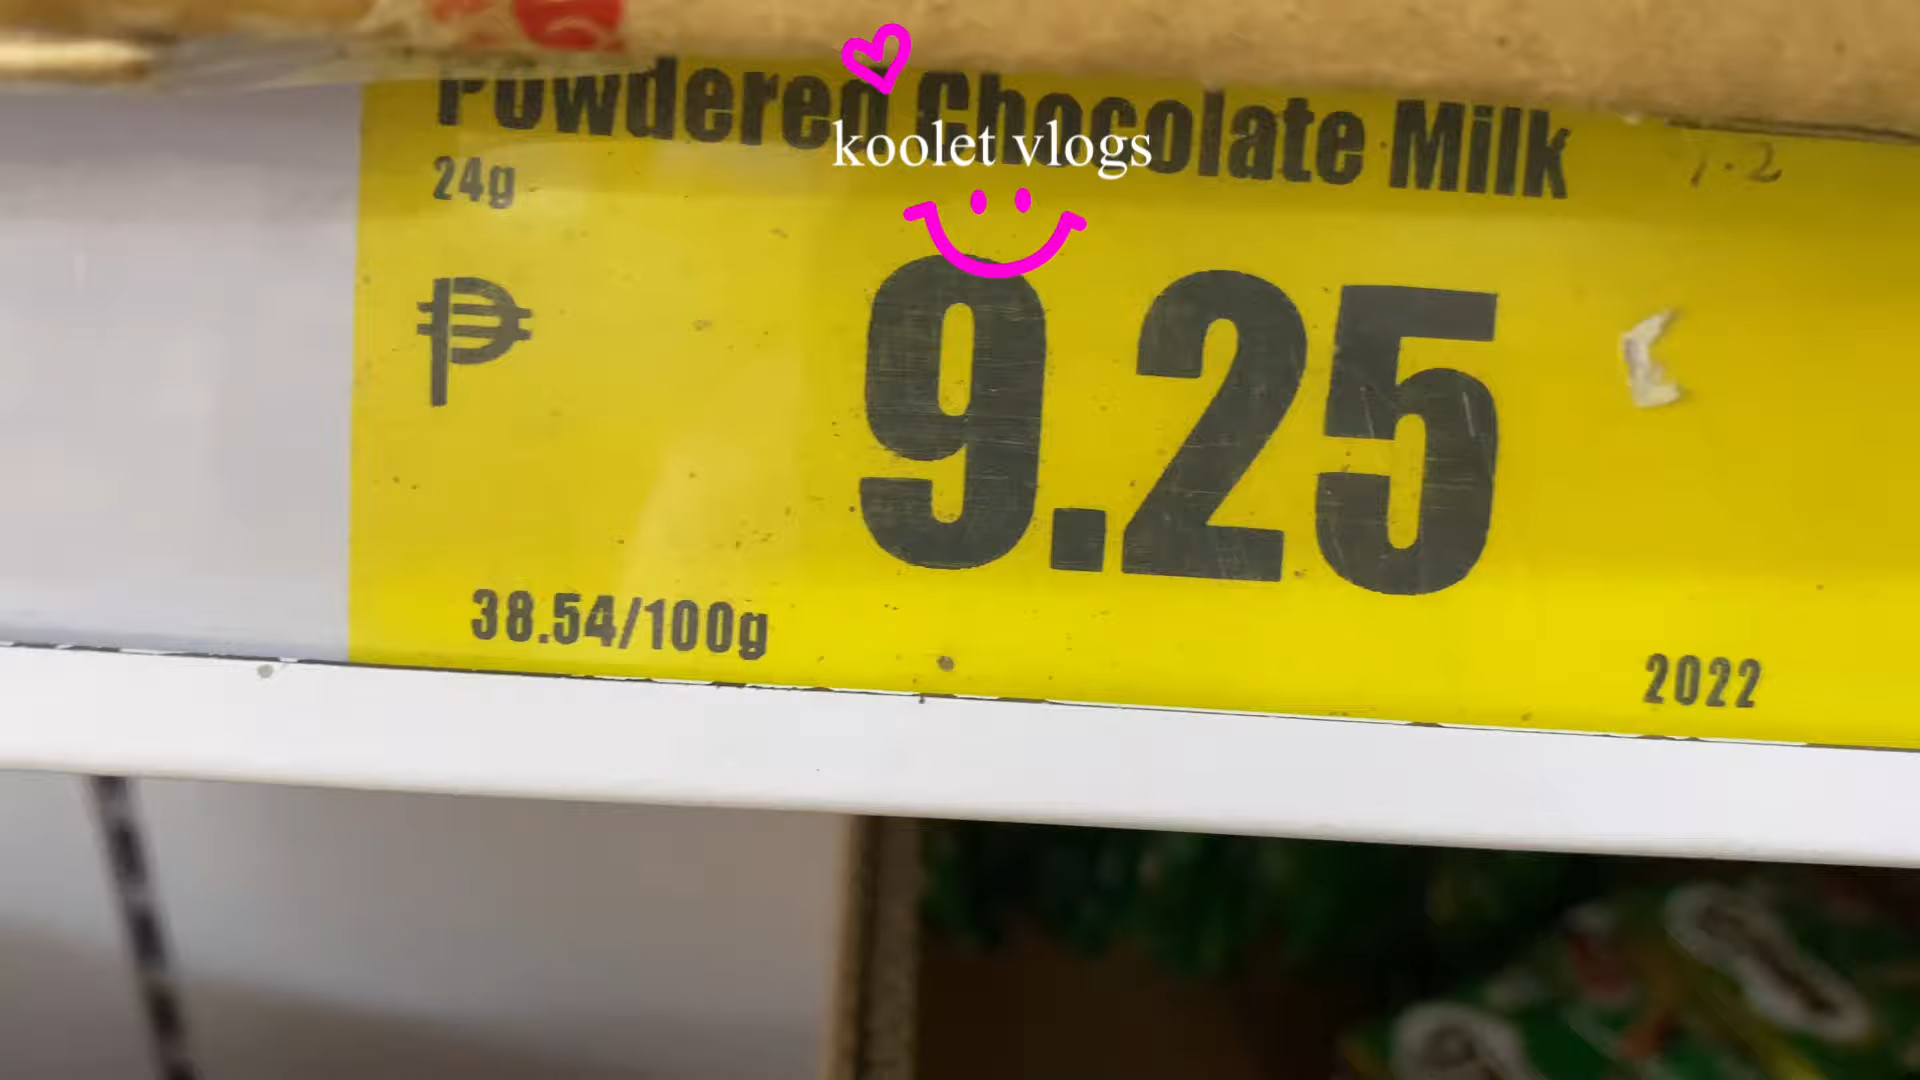 Powdered Chocolate Milk
koolet vlogs
24g
₱ 9.25
38.54/100g
2022